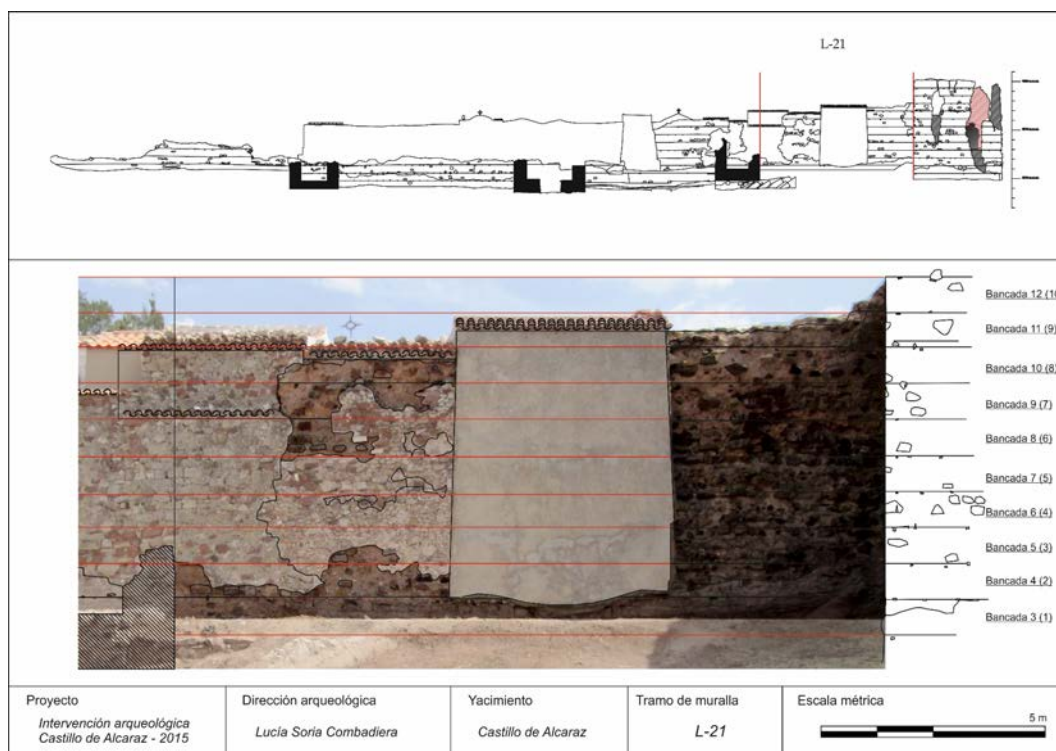 L-21
Bancada 12 (10
Bancada 11 (9)
Bancada 10 (8)
Bancada 9 (7)
Bancada 8 (6)
Bancada 7 (5)
Bancada 6 (4)
Bancada 5 (3)
Bancada 4 (2)
Bancada 3 (1)
Proyecto
Intervención arqueológica
Castillo de Alcaraz - 2015
Dirección arqueológica
Lucía Soria Combadiera
Yacimiento
Castillo de Alcaraz
Tramo de muralla
L-21
Escala métrica
5 m